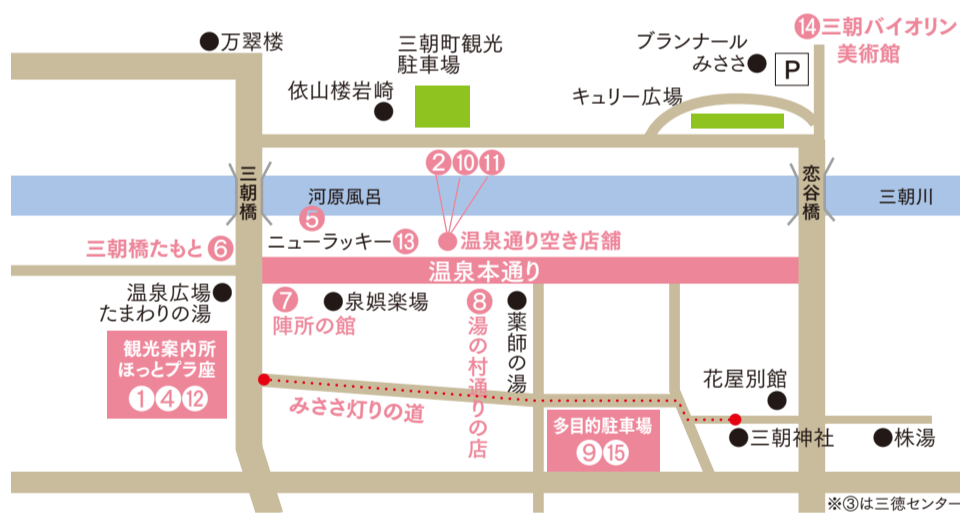 ⑭三朝バイオリン
美術館
万翠楼
三朝町観光
駐車場
ブランナール
みささ
P
依山楼岩崎
キュリー広場
三朝橋
②⑩⑪
恋谷橋
河原風呂
三朝川
⑤
ニューラッキー⑬
温泉通り空き店舗
三朝橋たもと⑥
温泉本通り
温泉広場
たまわりの湯
⑦
陣所の館
泉娯楽場
⑧湯の村通りの店
薬師の湯
観光案内所
ほっとプラ座
①④⑫
みささ灯りの道
花屋別館
多目的駐車場
⑨⑮
三朝神社
株湯
※③は三徳センター